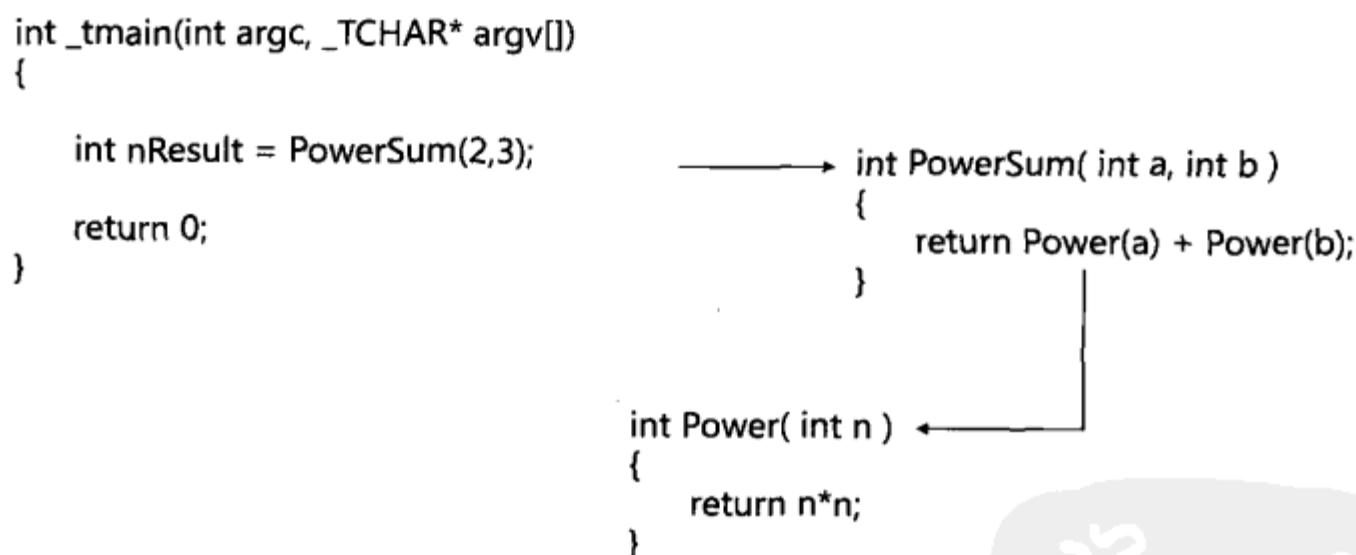 int _tmain(int argc, _TCHAR* argv[])
{
int nResult = PowerSum(2,3);
return 0;
}
int PowerSum( int a, int b )
{
return Power(a) + Power(b);
}
int Power( int n )
{
return n*n;
}